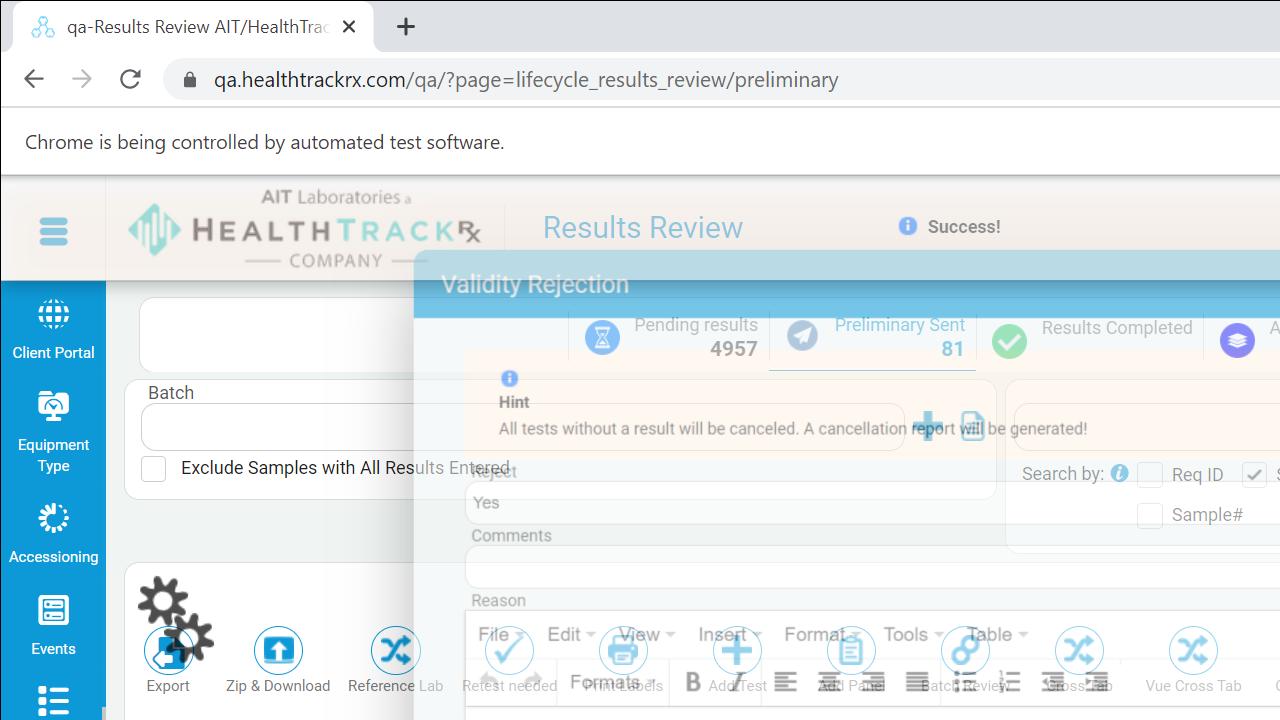 qa-Results Review AIT/HealthTrac
qa.healthtrackrx.com/qa/?page=lifecycle_results_review/preliminary
Chrome is being controlled by automated test software.
AIT Laboratories a
HEALTHTRACKRx
COMPANY
Results Review
Success!
Validity Rejection
Client Portal
Pending results
4957
Preliminary Sent
81
Results Completed
A
Batch
Hint
All tests without a result will be canceled. A cancellation report will be generated!
Equipment
Type
Exclude Samples with All Results Entered
Reject
Yes
Search by:
Req ID
S
Sample#
Comments
Accessioning
Reason
File Edit View Insert Format Tools Table
Events
Formats B I
Export
Zip & Download
Reference Lab
Retest needed
Print Labels
Add Test
Add Panel
Batch Review
Cross Tab
Vue Cross Tab